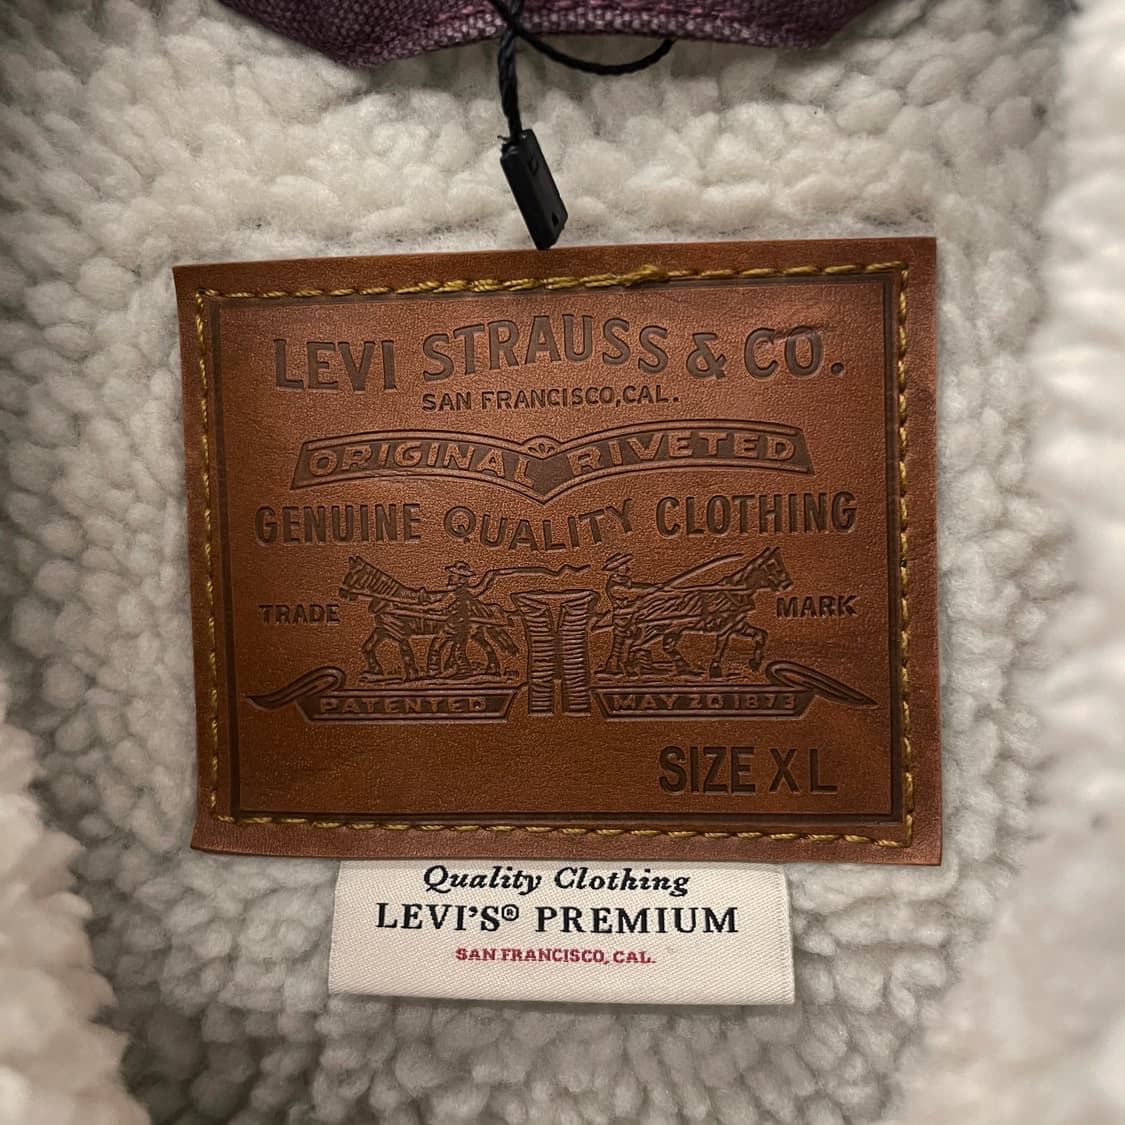 LEVI STRAUSS & CO.
SAN FRANCISCO, CAL.
ORIGINAL RIVETED
GENUINE QUALITY CLOTHING
TRADE MARK
PATENTED MAY 20 1873
SIZE XL
Quality Clothing
LEVI'S® PREMIUM
SAN FRANCISCO, CAL.